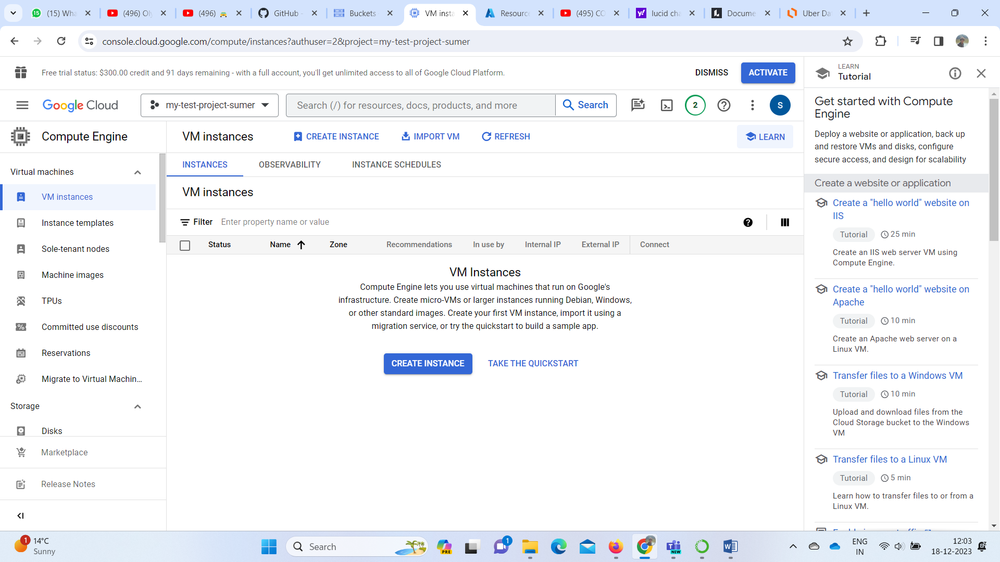 15
(15) Wha
(496) Oly
(496)
GitHub -
Buckets
VM insta
Resource
(495) CO
lucid cha
Docume
Uber Da
console.cloud.google.com/compute/instances?authuser=2&project=my-test-project-sumer
Free trial status: $300.00 credit and 91 days remaining - with a full account, you'll get unlimited access to all of Google Cloud Platform.
DISMISS
ACTIVATE
Google Cloud
my-test-project-sumer
Search (/) for resources, docs, products, and more
Search
2
S
Compute Engine
VM instances
CREATE INSTANCE
IMPORT VM
REFRESH
LEARN
Virtual machines
VM instances
Instance templates
Sole-tenant nodes
Machine images
TPUs
Committed use discounts
Reservations
Migrate to Virtual Machin...
Storage
Disks
Marketplace
Release Notes
INSTANCES
OBSERVABILITY
INSTANCE SCHEDULES
VM instances
Filter
Enter property name or value
Status
Name
Zone
Recommendations
In use by
Internal IP
External IP
Connect
VM Instances
Compute Engine lets you use virtual machines that run on Google's
infrastructure. Create micro-VMs or larger instances running Debian, Windows,
or other standard images. Create your first VM instance, import it using a
migration service, or try the quickstart to build a sample app.
CREATE INSTANCE
TAKE THE QUICKSTART
LEARN
Tutorial
Get started with Compute
Engine
Deploy a website or application, back up
and restore VMs and disks, configure
secure access, and design for scalability
Create a website or application
Create a "hello world" website on
IIS
Tutorial
25 min
Create an IIS web server VM using
Compute Engine.
Create a "hello world" website on
Apache
Tutorial
10 min
Create an Apache web server on a
Linux VM.
Transfer files to a Windows VM
Tutorial
10 min
Upload and download files from the
Cloud Storage bucket to the Windows
VM
Transfer files to a Linux VM
Tutorial
5 min
Learn how to transfer files to or from a
Linux VM.
1
14°C
Sunny
Search
PRE
1
NEW
ENG
IN
12:03
18-12-2023